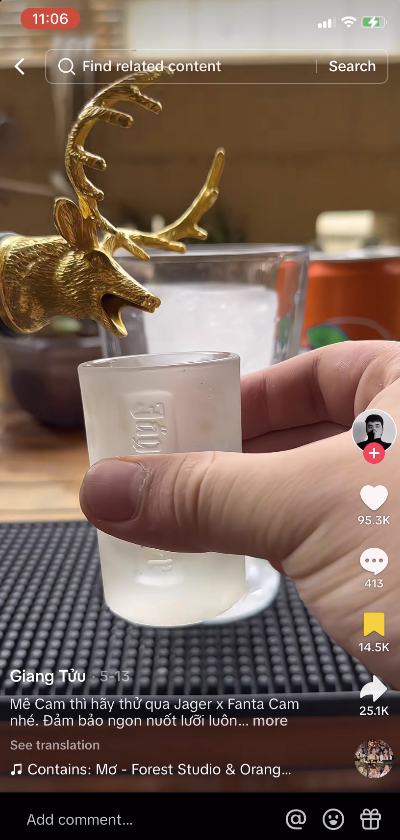 11:06
Find related content
Search
95.3K
413
14.5K
25.1K
Giang Tửu · 5-13
Mê Cam thì hãy thử qua Jager x Fanta Cam
nhé. Đảm bảo ngon nuốt lưỡi luôn... more
See translation
Contains: Mơ - Forest Studio & Orang...
Add comment...